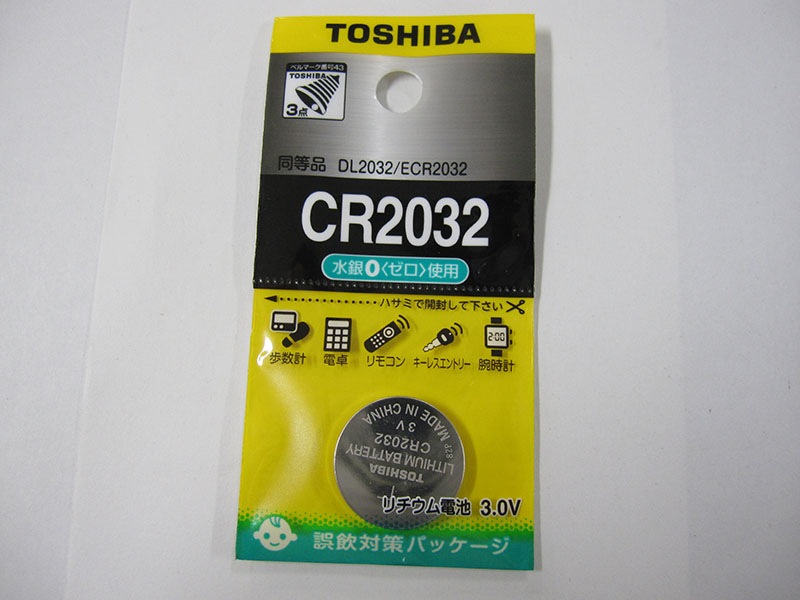 TOSHIBA
ベルマーク番号43
TOSHIBA
3点
同等品 DL2032/ECR2032
CR2032
水銀0〈ゼロ〉使用
ハサミで開封して下さい
歩数計 電卓 リモコン キーレスエントリー 腕時計
2:00
TOSHIBA
LITHIUM BATTERY
CR2032
3V
MADE IN CHINA
リチウム電池 3.0V
誤飲対策パッケージ